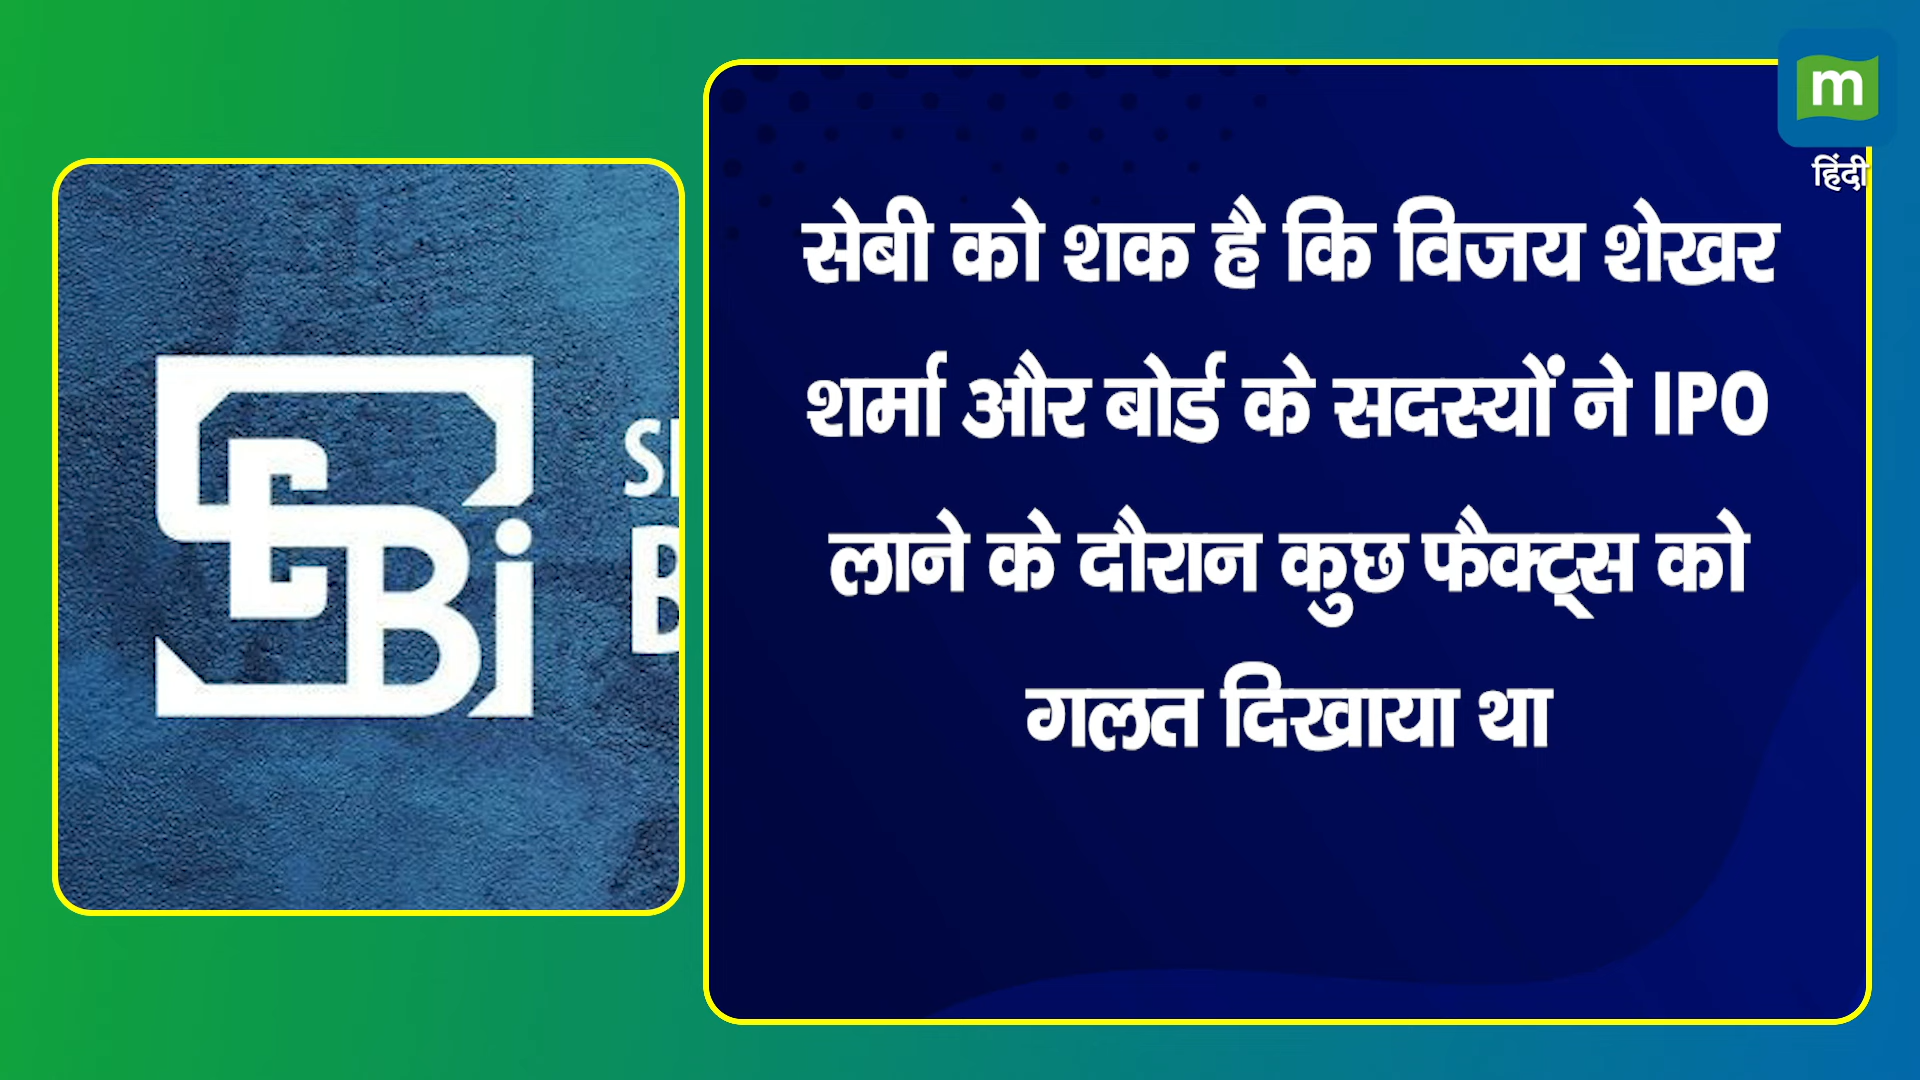 m
हिंदी
सेबी को शक है कि विजय शेखर
शर्मा और बोर्ड के सदस्यों ने IPO
लाने के दौरान कुछ फैक्ट्स को
गलत दिखाया था
SEBI